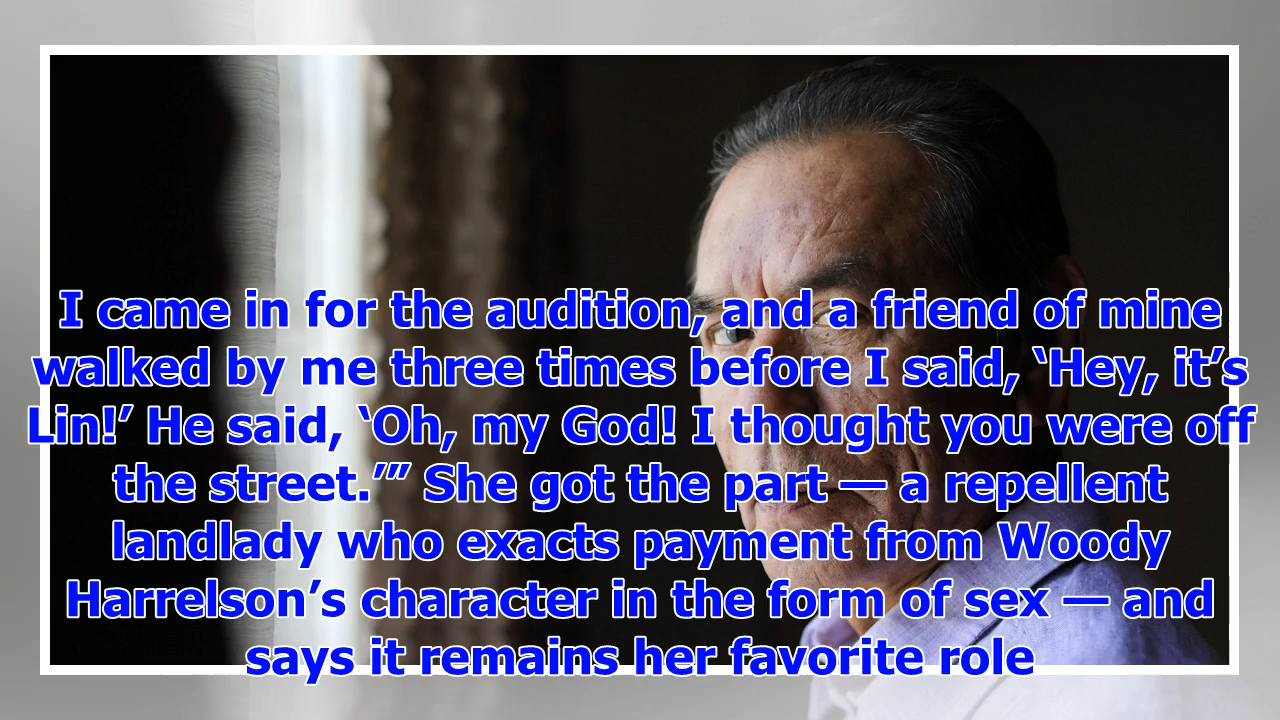 I came in for the audition, and a friend of mine
walked by me three times before I said, ‘Hey, it’s
Lin!’ He said, ‘Oh, my God! I thought you were off
the street.’” She got the part — a repellent
landlady who exacts payment from Woody
Harrelson’s character in the form of sex — and
says it remains her favorite role